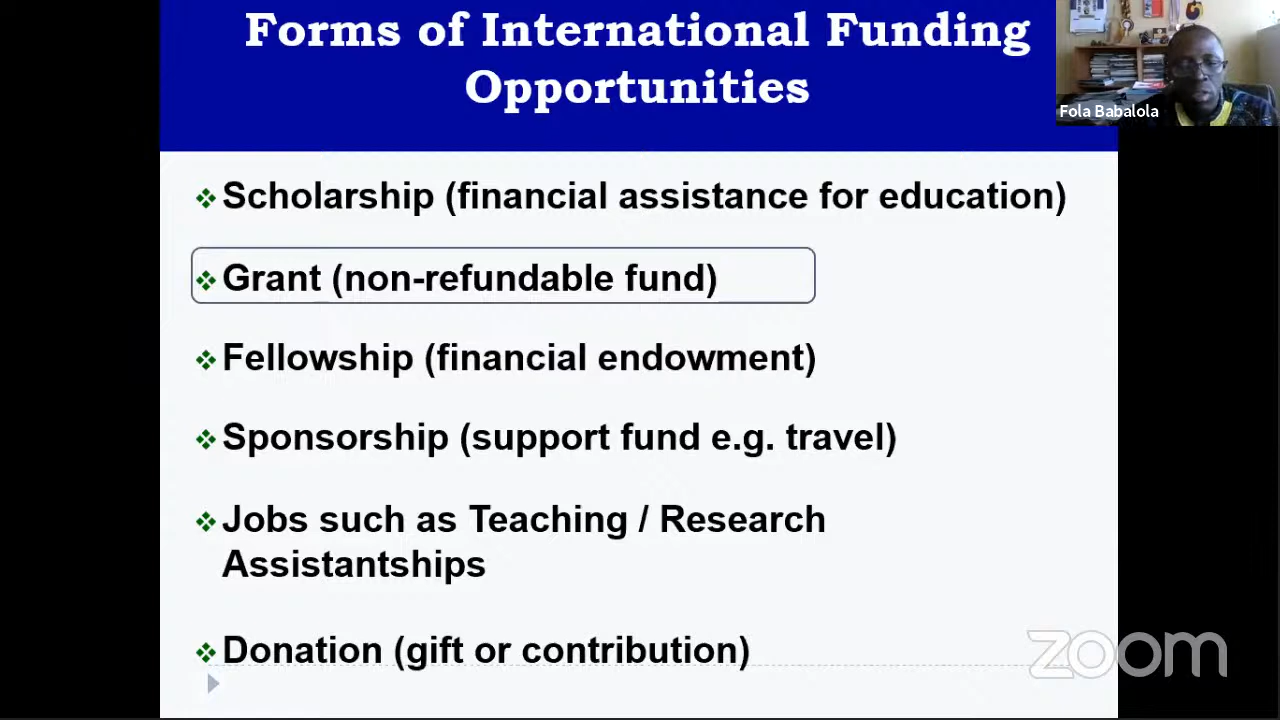 Forms of International Funding
Opportunities
Fola Babalola
Scholarship (financial assistance for education)
Grant (non-refundable fund)
Fellowship (financial endowment)
Sponsorship (support fund e.g. travel)
Jobs such as Teaching / Research
Assistantships
Donation (gift or contribution)
zoom